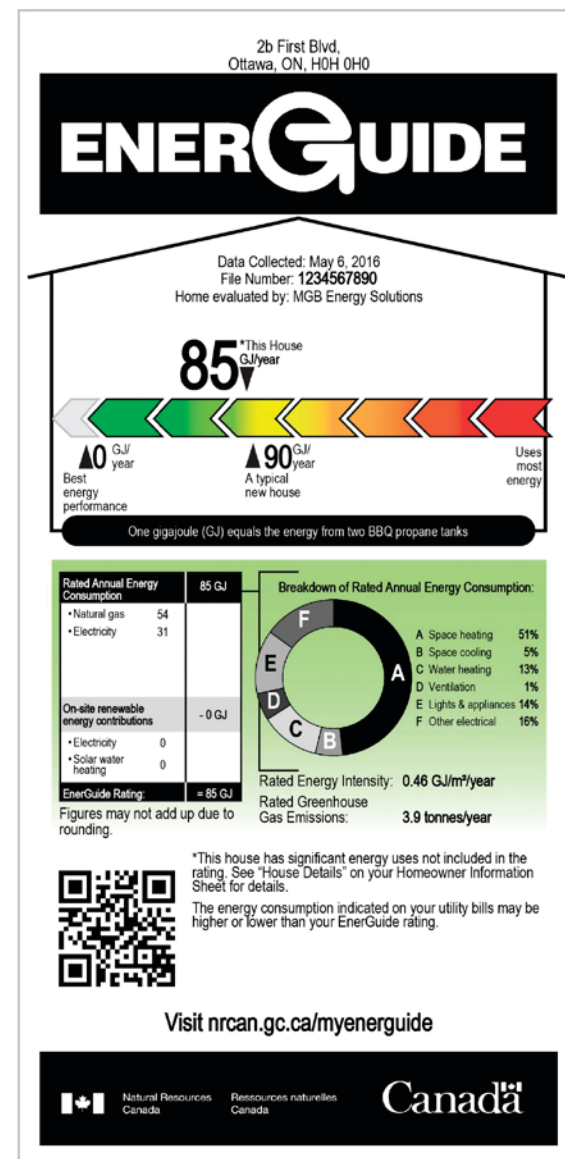 2b First Blvd,
Ottawa, ON, H0H 0H0
ENERGUIDE
Data Collected: May 6, 2016
File Number: 1234567890
Home evaluated by: MGB Energy Solutions
85
*This House
GJ/year
0 GJ/
year
Best
energy
performance
90 GJ/
year
A typical
new house
Uses
most
energy
One gigajoule (GJ) equals the energy from two BBQ propane tanks
Rated Annual Energy
Consumption
85 GJ
• Natural gas 54
• Electricity 31
On-site renewable
energy contributions
- 0 GJ
• Electricity 0
• Solar water
heating 0
EnerGuide Rating: = 85 GJ
Figures may not add up due to
rounding.
Breakdown of Rated Annual Energy Consumption:
F
E
D
C
B
A
A Space heating 51%
B Space cooling 5%
C Water heating 13%
D Ventilation 1%
E Lights & appliances 14%
F Other electrical 16%
Rated Energy Intensity: 0.46 GJ/m²/year
Rated Greenhouse
Gas Emissions: 3.9 tonnes/year
*This house has significant energy uses not included in the
rating. See “House Details” on your Homeowner Information
Sheet for details.
The energy consumption indicated on your utility bills may be
higher or lower than your EnerGuide rating.
Visit nrcan.gc.ca/myenerguide
Natural Resources
Canada
Ressources naturelles
Canada
Canada